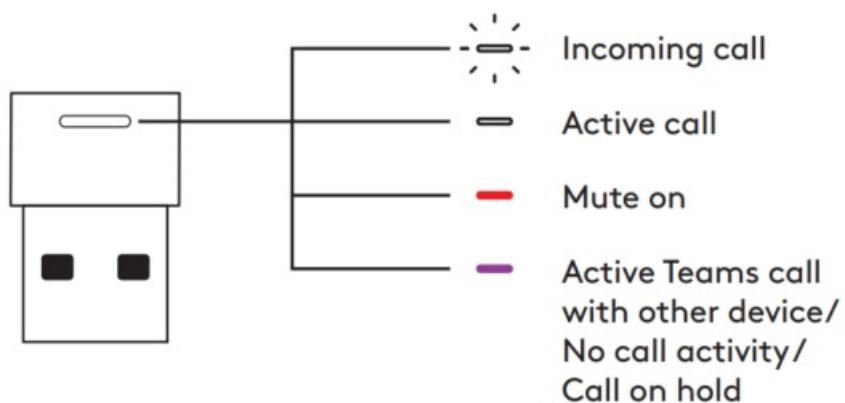 Incoming call
Active call
Mute on
Active Teams call
with other device/
No call activity/
Call on hold